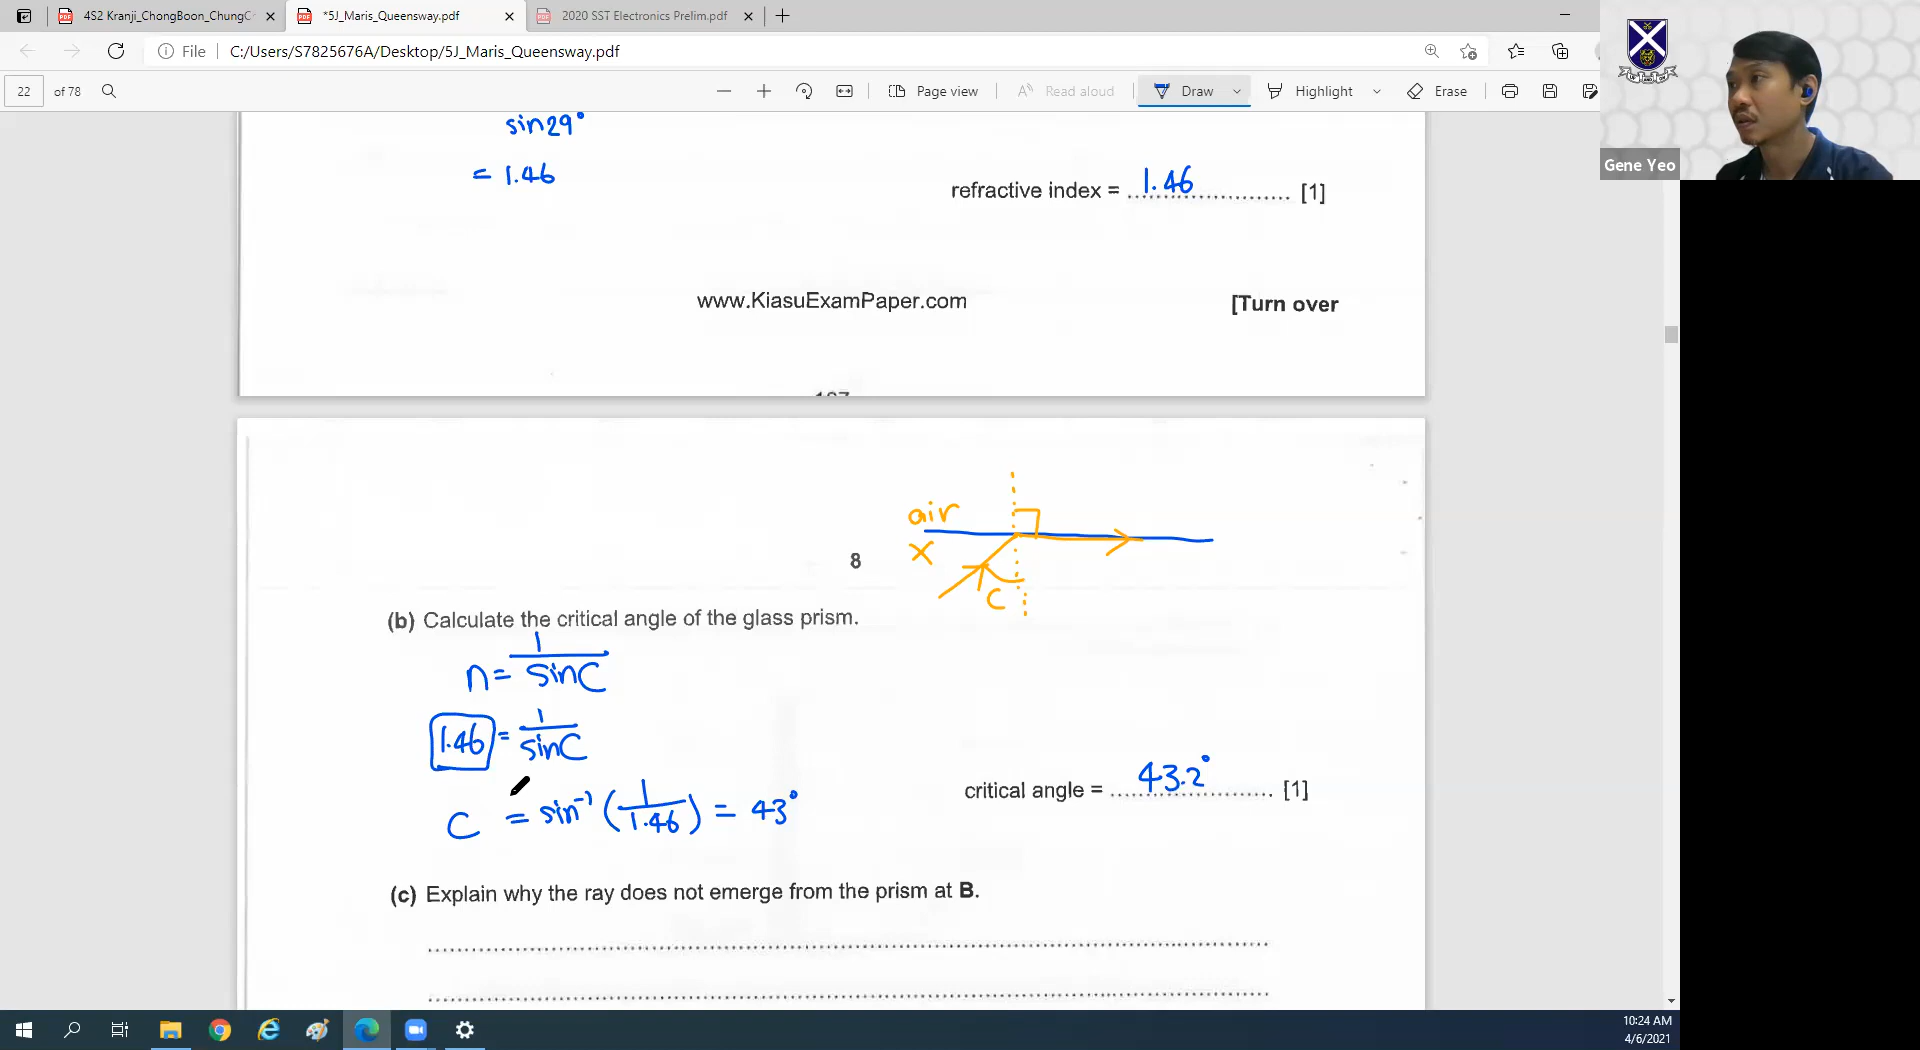 4S2 Kranji_ChongBoon_ChungC
*5J_Maris_Queensway.pdf
2020 SST Electronics Prelim.pdf
File
C:/Users/S7825676A/Desktop/5J_Maris_Queensway.pdf
22 of 78
Page view
Read aloud
Draw
Highlight
Erase
Gene Yeo
sin29°
= 1.46
refractive index = 1.46 [1]
www.KiasuExamPaper.com
[Turn over
air
X
C
8
(b) Calculate the critical angle of the glass prism.
n = 1/sinC
1.46 = 1/sinC
critical angle = 43.2° [1]
C = sin⁻¹ (1/1.46) = 43°
(c) Explain why the ray does not emerge from the prism at B.
10:24 AM
4/6/2021